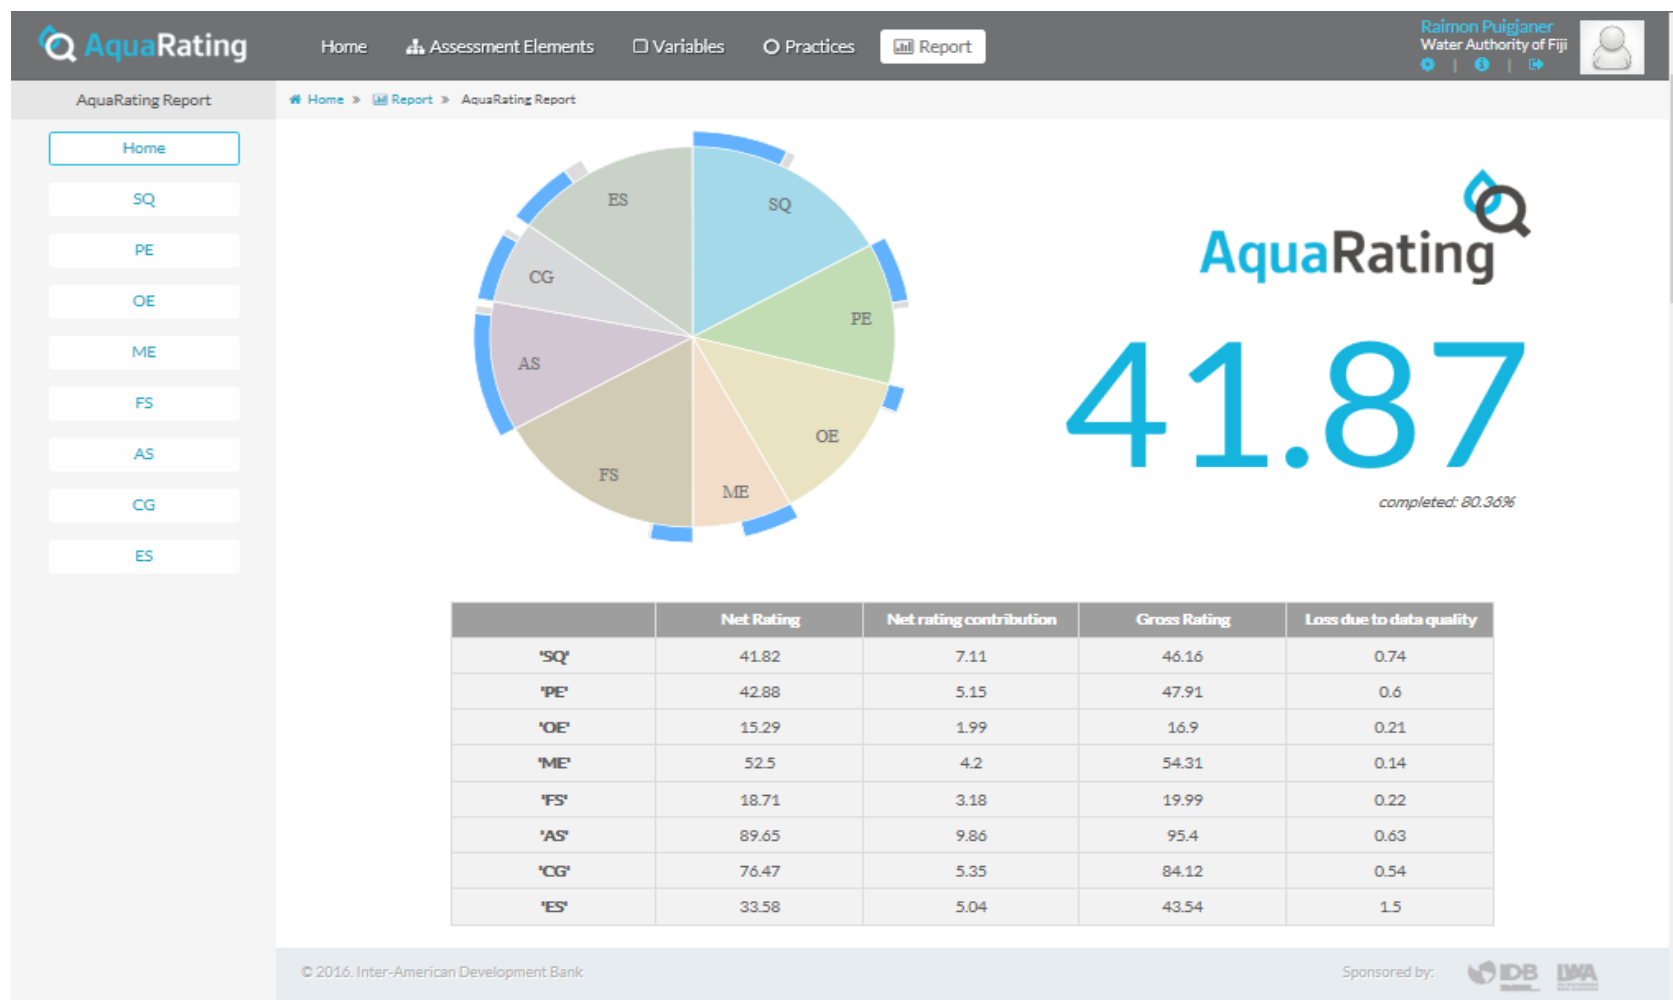 AquaRating
Home
Assessment Elements
Variables
Practices
Report
Raimon Puigjaner
Water Authority of Fiji
AquaRating Report
Home » Report » AquaRating Report
Home
SQ
PE
OE
ME
FS
AS
CG
ES
ES
SQ
CG
PE
AS
OE
FS
ME
AquaRating
41.87
completed: 80.36%
Net Rating Net rating contribution Gross Rating Loss due to data quality
'SQ' 41.82 7.11 46.16 0.74
'PE' 42.88 5.15 47.91 0.6
'OE' 15.29 1.99 16.9 0.21
'ME' 52.5 4.2 54.31 0.14
'FS' 18.71 3.18 19.99 0.22
'AS' 89.65 9.86 95.4 0.63
'CG' 76.47 5.35 84.12 0.54
'ES' 33.58 5.04 43.54 1.5
© 2016. Inter-American Development Bank
Sponsored by:
IDB
IWA